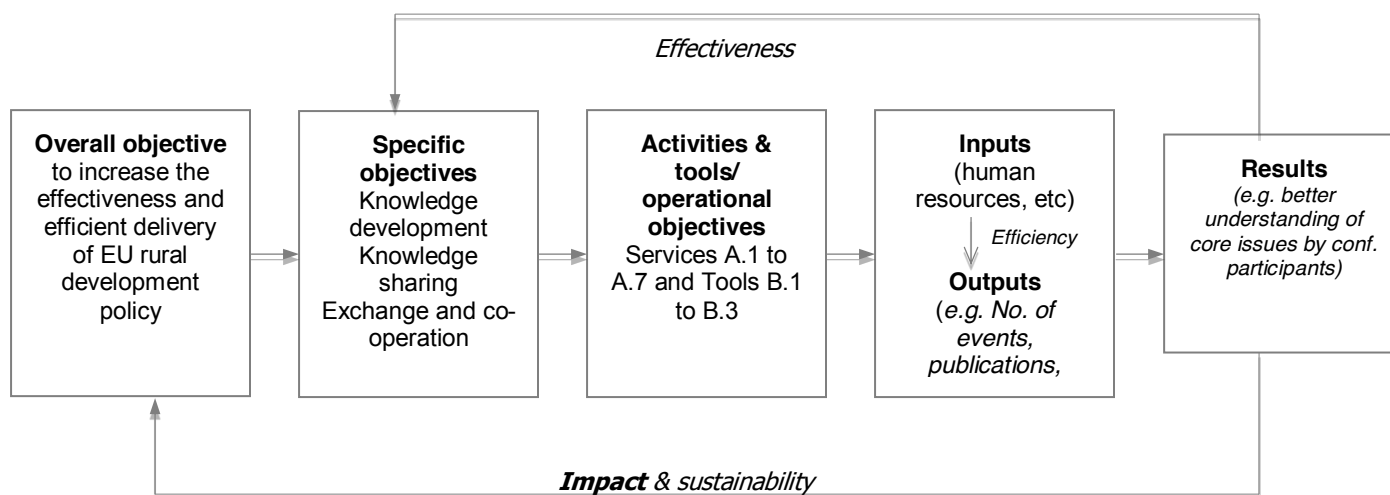 Effectiveness
Overall objective
to increase the
effectiveness and
efficient delivery
of EU rural
development
policy
Specific
objectives
Knowledge
development
Knowledge
sharing
Exchange and co-
operation
Activities &
tools/
operational
objectives
Services A.1 to
A.7 and Tools B.1
to B.3
Inputs
(human
resources, etc)
Efficiency
Outputs
(e.g. No. of
events,
publications,
Results
(e.g. better
understanding of
core issues by conf.
participants)
Impact & sustainability